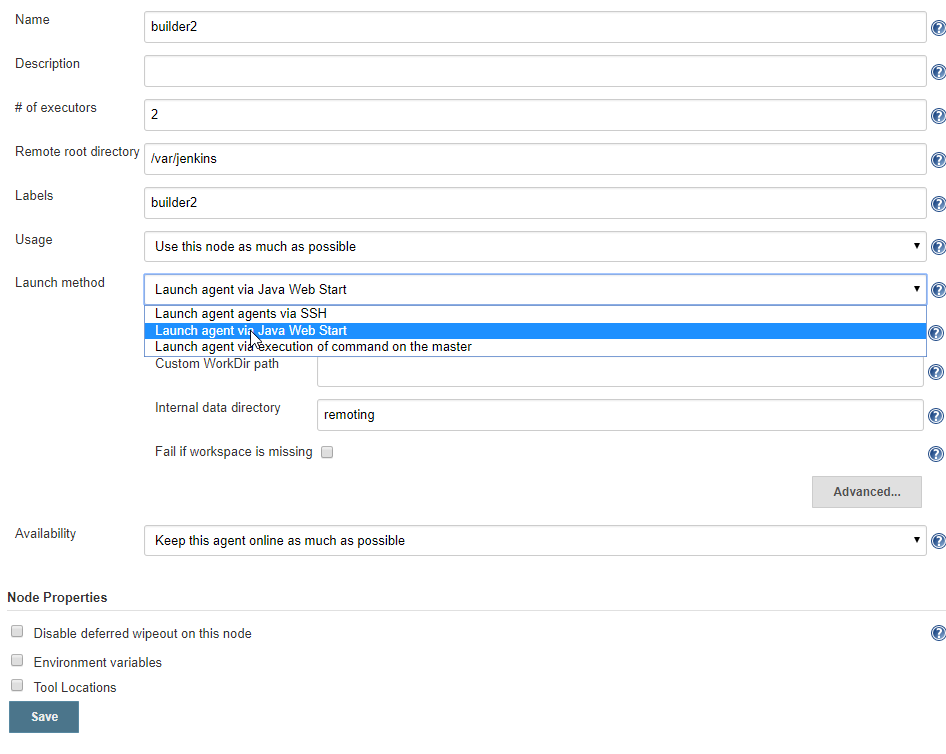 Name
builder2
Description
# of executors
2
Remote root directory
/var/jenkins
Labels
builder2
Usage
Use this node as much as possible
Launch method
Launch agent via Java Web Start
Launch agent agents via SSH
Launch agent via Java Web Start
Launch agent via execution of command on the master
Custom WorkDir path
Internal data directory
remoting
Fail if workspace is missing
Advanced...
Availability
Keep this agent online as much as possible
Node Properties
Disable deferred wipeout on this node
Environment variables
Tool Locations
Save